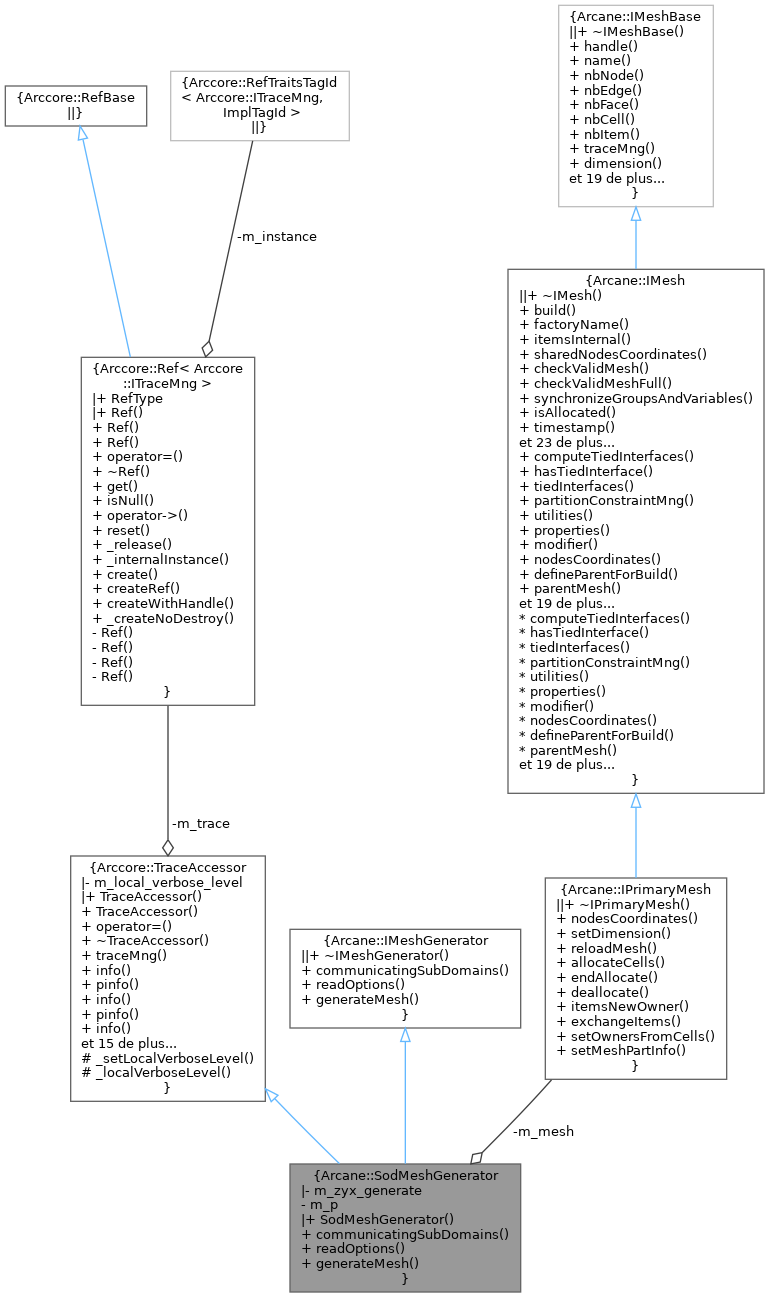 {Arccore::RefBase
||}
{Arccore::RefTraitsTagId
< Arccore::ITraceMng,
ImplTagId >
||}
-m_instance
{Arccore::Ref< Arccore
::ITraceMng >
|+ RefType
|+ Ref()
+ Ref()
+ Ref()
+ operator=()
+ ~Ref()
+ get()
+ isNull()
+ operator->()
+ reset()
+ _release()
+ _internalInstance()
+ create()
+ createRef()
+ createWithHandle()
+ _createNoDestroy()
- Ref()
- Ref()
- Ref()
- Ref()
}
-m_trace
{Arccore::TraceAccessor
|- m_local_verbose_level
|+ TraceAccessor()
+ TraceAccessor()
+ operator=()
+ ~TraceAccessor()
+ traceMng()
+ info()
+ pinfo()
+ info()
+ pinfo()
+ info()
et 15 de plus...
# _setLocalVerboseLevel()
# _localVerboseLevel()
}
{Arcane::IMeshGenerator
||+ ~IMeshGenerator()
+ communicatingSubDomains()
+ readOptions()
+ generateMesh()
}
{Arcane::IMeshBase
||+ ~IMeshBase()
+ handle()
+ name()
+ nbNode()
+ nbEdge()
+ nbFace()
+ nbCell()
+ nbItem()
+ traceMng()
+ dimension()
et 19 de plus...
}
{Arcane::IMesh
||+ ~IMesh()
+ build()
+ factoryName()
+ itemsInternal()
+ sharedNodesCoordinates()
+ checkValidMesh()
+ checkValidMeshFull()
+ synchronizeGroupsAndVariables()
+ isAllocated()
+ timestamp()
et 23 de plus...
+ computeTiedInterfaces()
+ hasTiedInterface()
+ tiedInterfaces()
+ partitionConstraintMng()
+ utilities()
+ properties()
+ modifier()
+ nodesCoordinates()
+ defineParentForBuild()
+ parentMesh()
et 19 de plus...
* computeTiedInterfaces()
* hasTiedInterface()
* tiedInterfaces()
* partitionConstraintMng()
* utilities()
* properties()
* modifier()
* nodesCoordinates()
* defineParentForBuild()
* parentMesh()
et 19 de plus...
}
{Arcane::IPrimaryMesh
||+ ~IPrimaryMesh()
+ nodesCoordinates()
+ setDimension()
+ reloadMesh()
+ allocateCells()
+ endAllocate()
+ deallocate()
+ itemsNewOwner()
+ exchangeItems()
+ setOwnersFromCells()
+ setMeshPartInfo()
}
-m_mesh
{Arcane::SodMeshGenerator
|- m_zyx_generate
- m_p
|+ SodMeshGenerator()
+ communicatingSubDomains()
+ readOptions()
+ generateMesh()
}